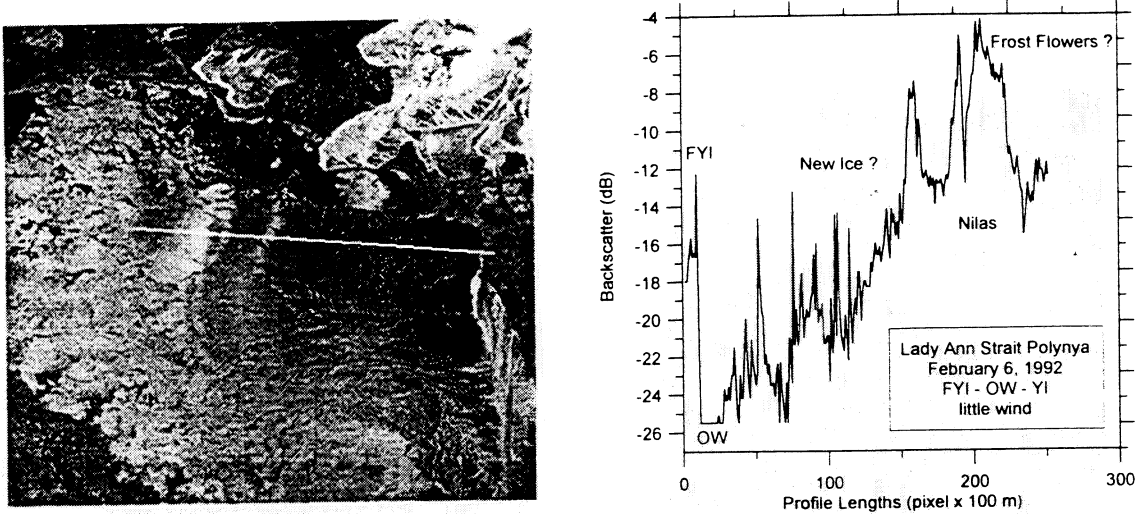 -4
-6
-8
-10
-12
-14
-16
-18
-20
-22
-24
-26
Backscatter (dB)
FYI
OW
New Ice ?
Frost Flowers ?
Nilas
Lady Ann Strait Polynya
February 6, 1992
FYI - OW - YI
little wind
0 100 200 300
Profile Lengths (pixel x 100 m)